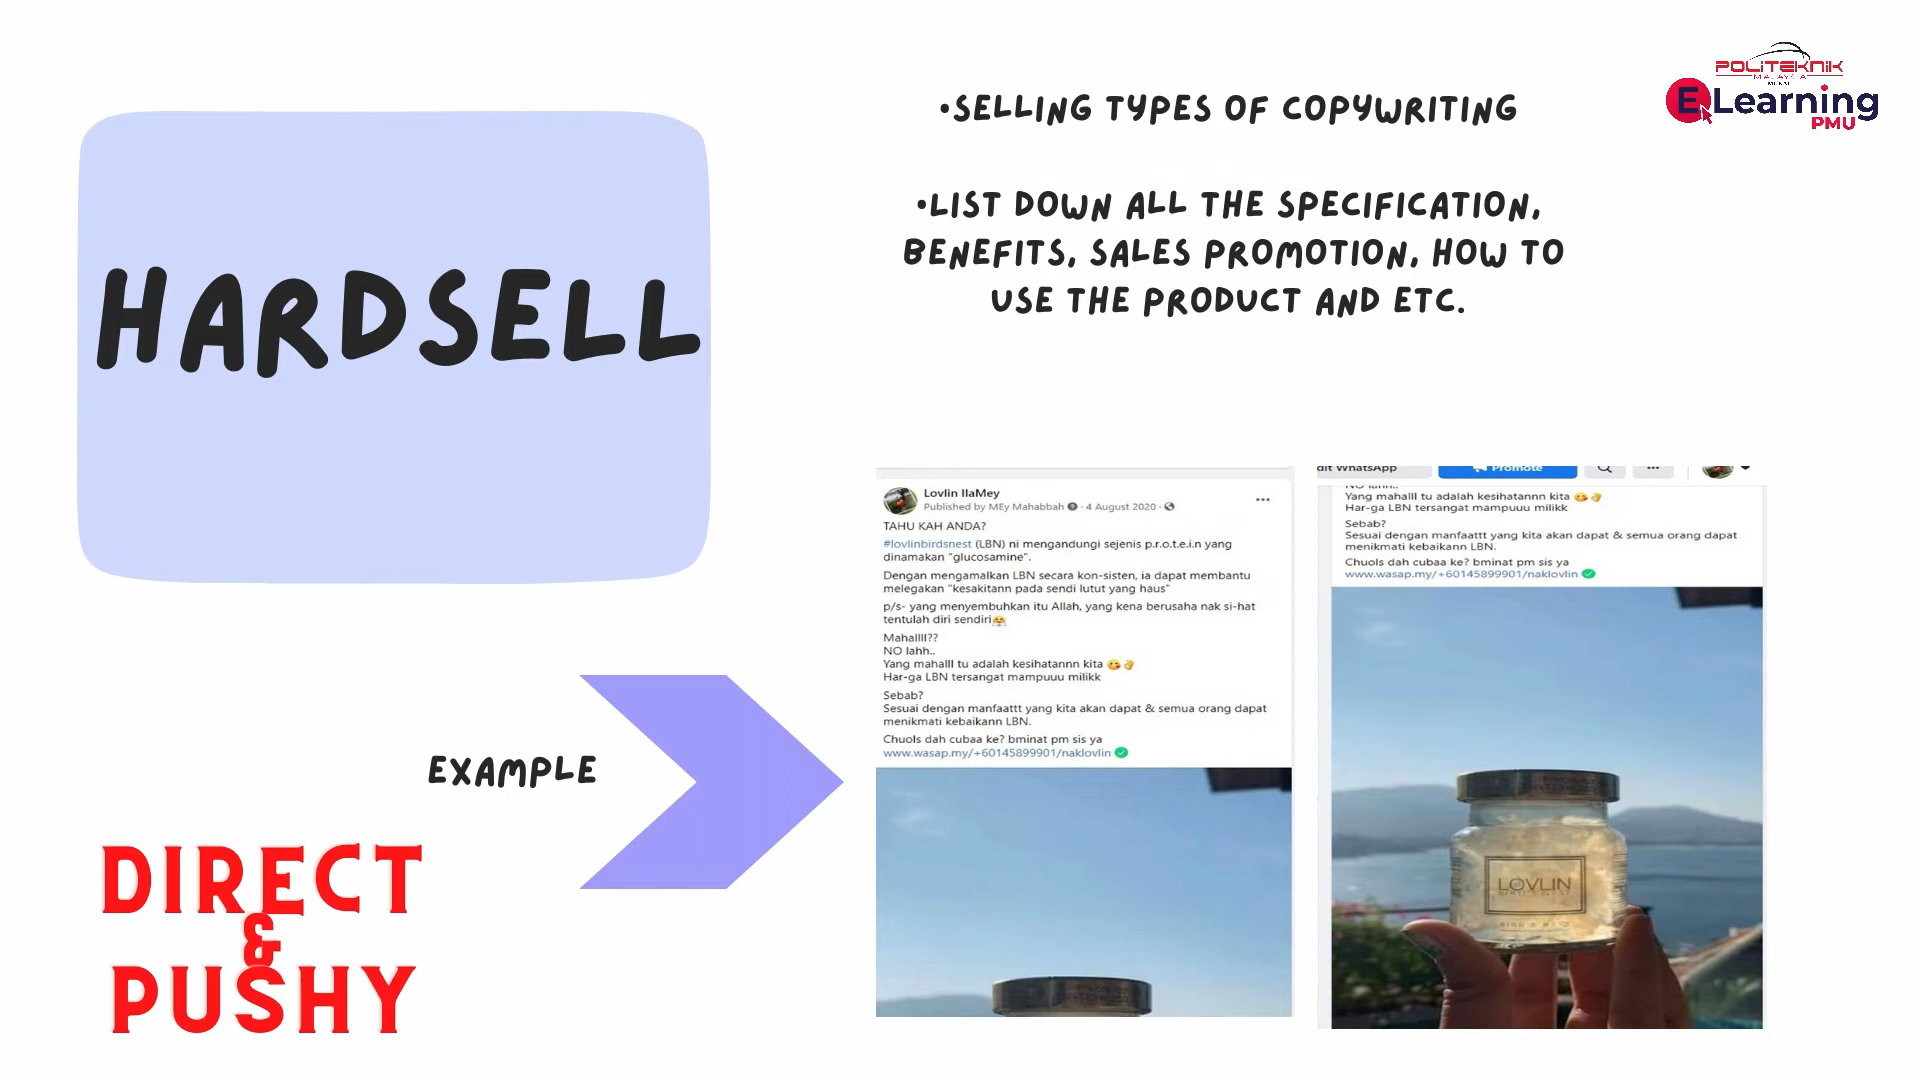 POLITEKNIK
MALAYSIA
E Learning
PMU
•SELLING TYPES OF COPYWRITING
•LIST DOWN ALL THE SPECIFICATION,
BENEFITS, SALES PROMOTION, HOW TO
USE THE PRODUCT AND ETC.
HARDSELL
EXAMPLE
DIRECT
&
PUSHY
Lovlin IlaMey
Published by MEy Mahabbah · 4 August 2020 ·
TAHU KAH ANDA?
#lovlinbirdsnest (LBN) ni mengandungi sejenis p.r.o.t.e.i.n yang
dinamakan "glucosamine".
Dengan mengamalkan LBN secara kon-sisten, ia dapat membantu
melegakan "kesakitann pada sendi lutut yang haus"
p/s- yang menyembuhkan itu Allah, yang kena berusaha nak si-hat
tentulah diri sendiri😤
Mahallll??
NO lahh..
Yang mahalll tu adalah kesihatannn kita 😘👌
Har-ga LBN tersangat mampuuu milikk
Sebab?
Sesuai dengan manfaattt yang kita akan dapat & semua orang dapat
menikmati kebaikann LBN.
Chuols dah cubaa ke? bminat pm sis ya
www.wasap.my/+60145899901/naklovlin ✅
dit WhatsApp
Promote
NO lahh..
Yang mahalll tu adalah kesihatannn kita 😘👌
Har-ga LBN tersangat mampuuu milikk
Sebab?
Sesuai dengan manfaattt yang kita akan dapat & semua orang dapat
menikmati kebaikann LBN.
Chuols dah cubaa ke? bminat pm sis ya
www.wasap.my/+60145899901/naklovlin ✅
LOVLIN